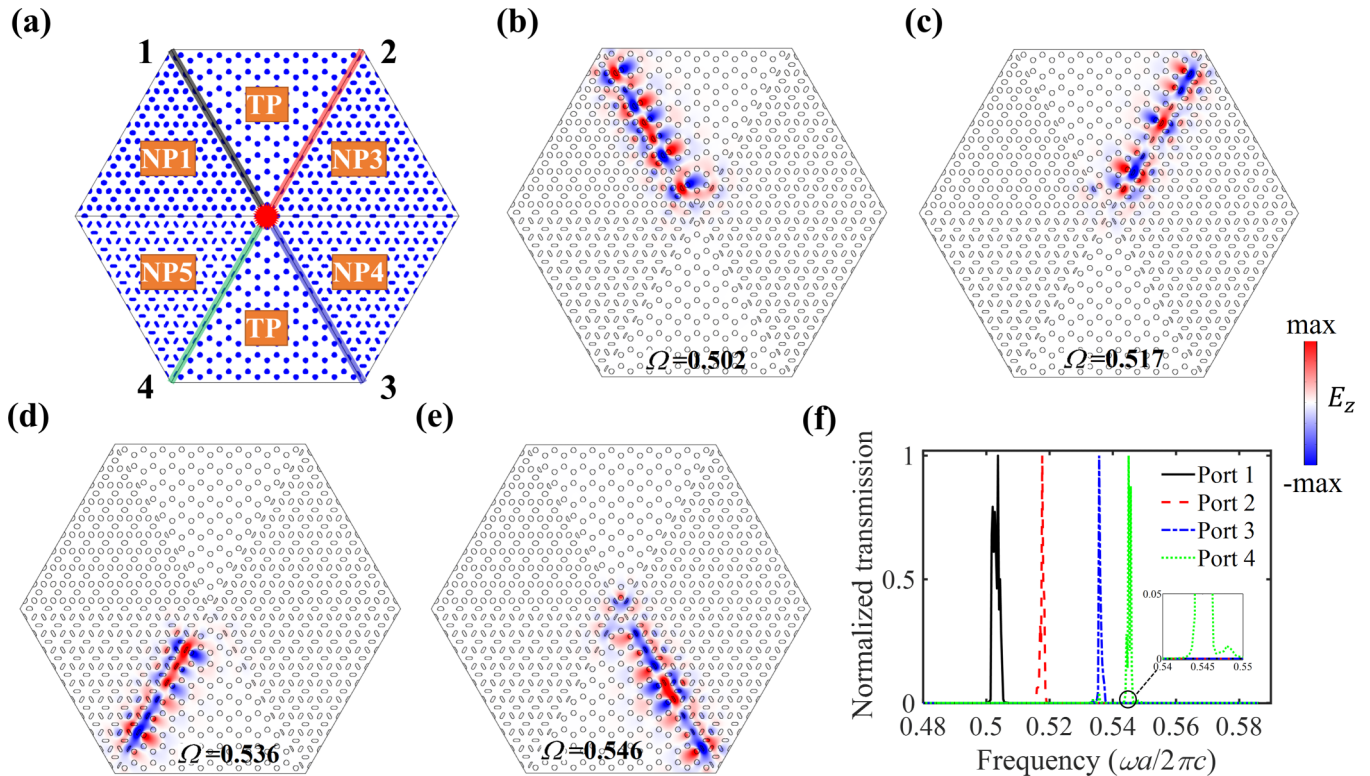 (a)
1
2
TP
NP1
NP3
NP5
NP4
TP
4
3
(b)
Ω=0.502
(c)
Ω=0.517
max
E_z
-max
(d)
Ω=0.536
(e)
Ω=0.546
(f)
Normalized transmission
1
0.5
0
Port 1
Port 2
Port 3
Port 4
0.05
0
0.54
0.545
0.55
0.48
0.5
0.52
0.54
0.56
0.58
Frequency (ωa/2πc)